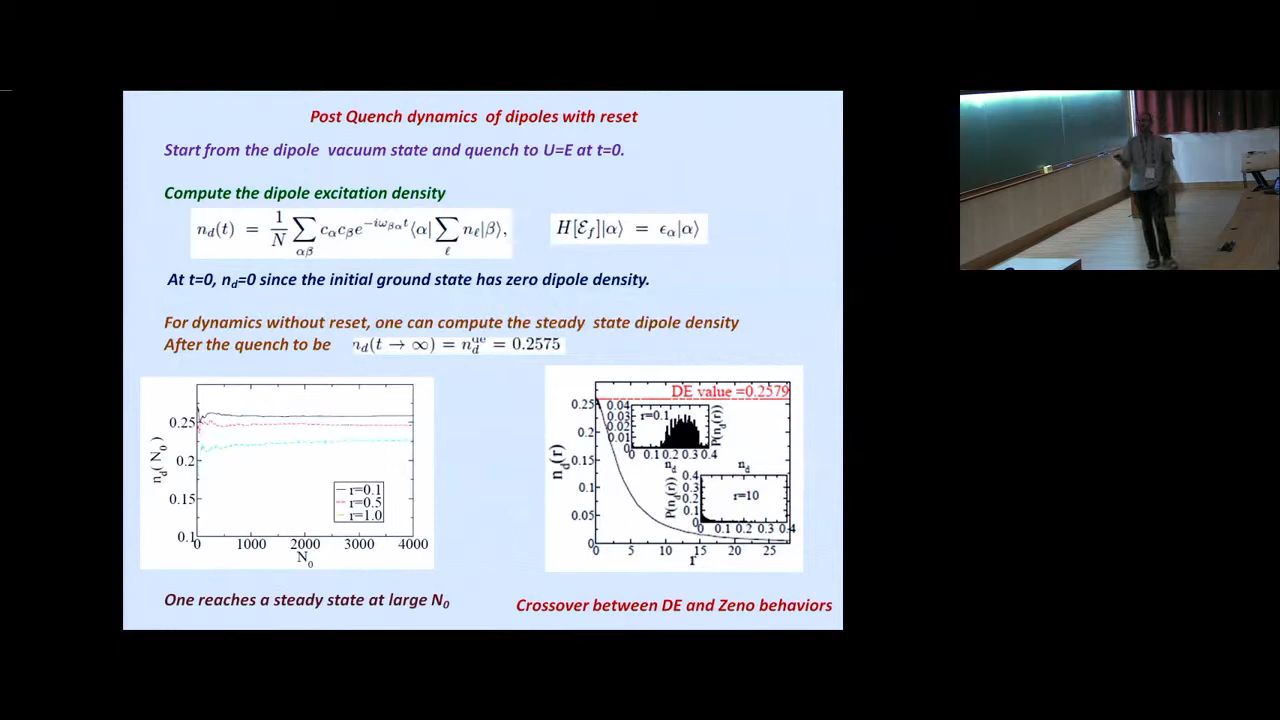 Post Quench dynamics of dipoles with reset
Start from the dipole vacuum state and quench to U=E at t=0.
Compute the dipole excitation density
n_d(t) = 1/N ∑_{αβ} c_α c_β e^{-iω_{βα}t} ⟨α| ∑_ℓ n_ℓ |β⟩, H[ℰ_f]|α⟩ = ϵ_α|α⟩
At t=0, n_d=0 since the initial ground state has zero dipole density.
For dynamics without reset, one can compute the steady state dipole density
After the quench to be n_d(t → ∞) = n_d^{de} = 0.2575
n_d(N_0)
0.25
0.2
0.15
0.1
r=0.1
r=0.5
r=1.0
0 1000 2000 3000 4000
N_0
DE value =0.2579
n_d(r)
0.25
0.2
0.15
0.1
0.05
0
0.04
0.03
0.02
0.01
0
r=0.1
P(n_d(r))
0 0.1 0.2 0.3 0.4
n_d n_d
P(n_d(r))
0.4
0.3
0.2
0.1
0
r=10
0 0.1 0.2 0.3 0.4
0 5 10 15 20 25
r
One reaches a steady state at large N_0
Crossover between DE and Zeno behaviors